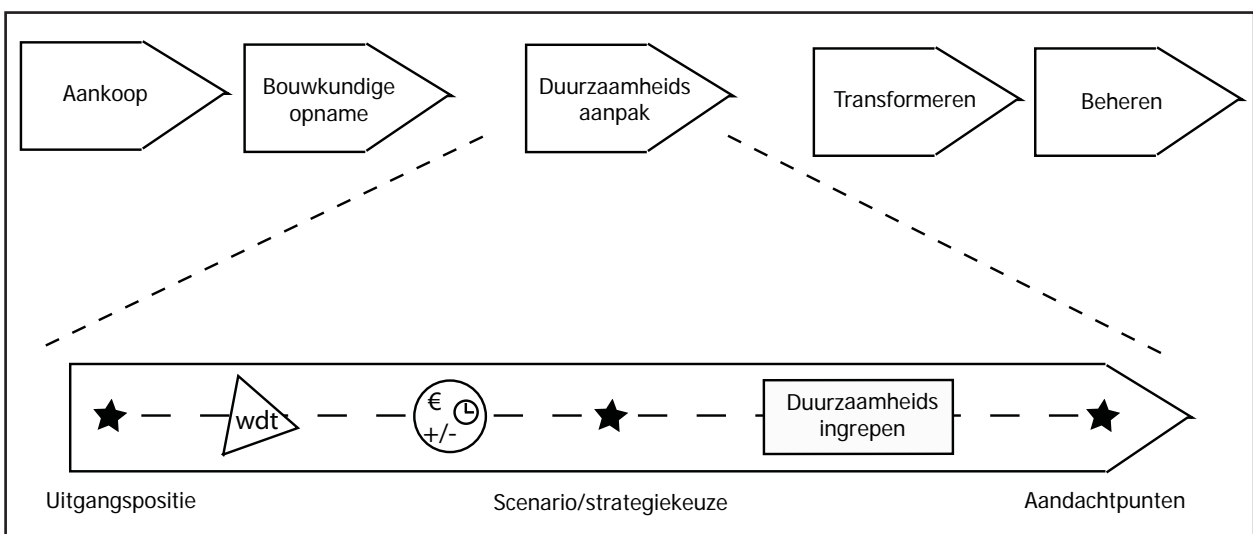 Aankoop
Bouwkundige
opname
Duurzaamheids
aanpak
Transformeren
Beheren
wdt
€
+/-
Duurzaamheids
ingrepen
Uitgangspositie
Scenario/strategiekeuze
Aandachtpunten